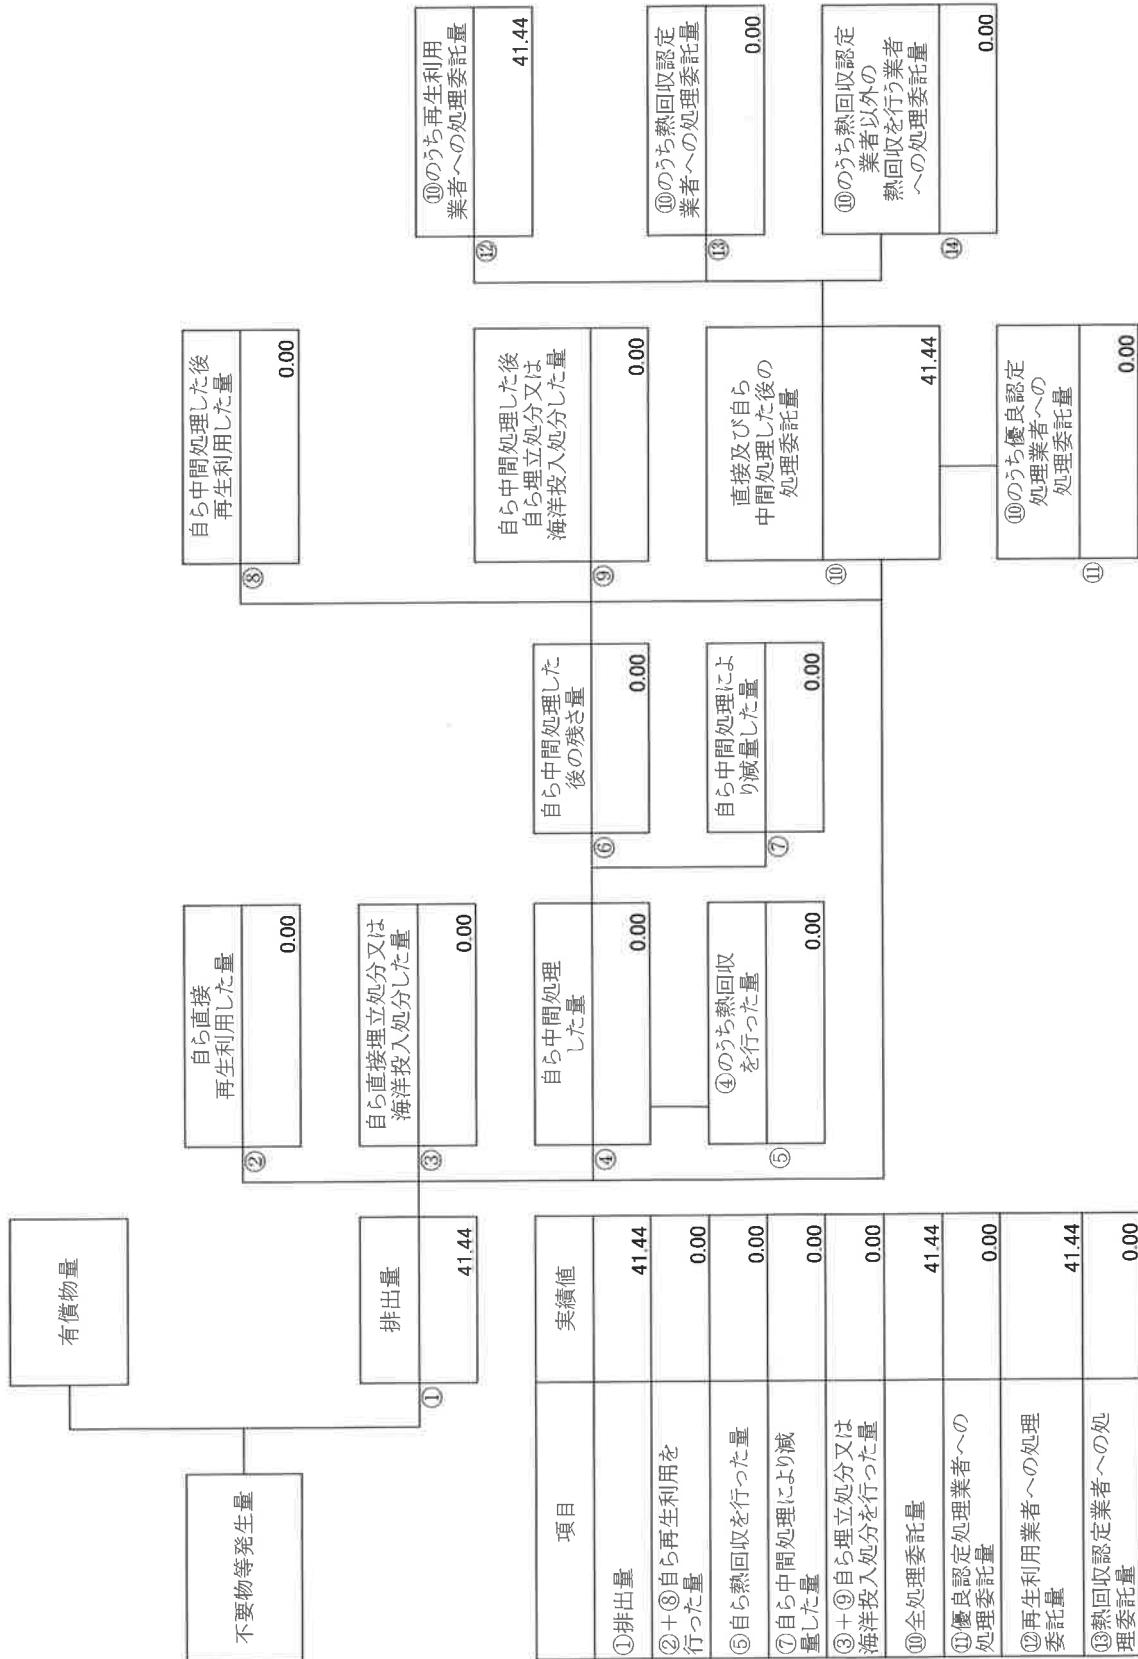 不要物等発生量
有償物量
排出量
①
41.44
自ら直接
再生利用した量
②
0.00
自ら直接埋立処分又は
海洋投入処分した量
③
0.00
自ら中間処理
した量
④
0.00
④のうち熱回収
を行った量
⑤
0.00
自ら中間処理した
後の残さ量
⑥
0.00
自ら中間処理によ
り減量した量
⑦
0.00
自ら中間処理した後
再生利用した量
⑧
0.00
自ら中間処理した後
自ら埋立処分又は
海洋投入処分した量
⑨
0.00
直接及び自ら
中間処理した後の
処理委託量
⑩
41.44
⑩のうち優良認定
処理業者への
処理委託量
⑪
0.00
⑩のうち再生利用
業者への処理委託量
⑫
41.44
⑩のうち熱回収認定
業者への処理委託量
⑬
0.00
⑩のうち熱回収認定
業者以外の
熱回収を行う業者
への処理委託量
⑭
0.00
項目 実績値
①排出量 41.44
②+⑧自ら再生利用を
行った量 0.00
⑤自ら熱回収を行った量 0.00
⑦自ら中間処理により減
量した量 0.00
③+⑨自ら埋立処分又は
海洋投入処分を行った量 0.00
⑩全処理委託量 41.44
⑪優良認定処理業者への
処理委託量 0.00
⑫再生利用業者への処理
委託量 41.44
⑬熱回収認定業者への処
理委託量 0.00